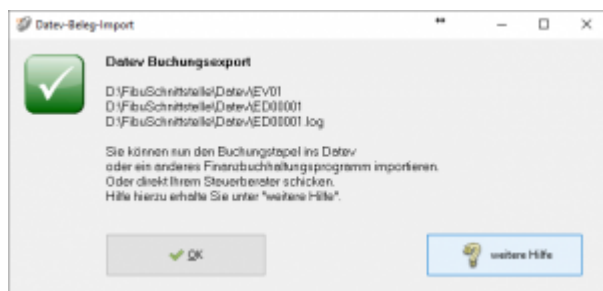 Datev-Beleg-Import
Datev Buchungsexport
D:\FibuSchnittstelle\Datev\EV01
D:\FibuSchnittstelle\Datev\ED00001
D:\FibuSchnittstelle\Datev\ED00001.log
Sie können nun den Buchungstapel ins Datev
oder ein anderes Finanzbuchhaltungsprogramm importieren.
Oder direkt Ihrem Steuerberater schicken.
Hilfe hierzu erhalte Sie unter "weitere Hilfe".
OK
weitere Hilfe